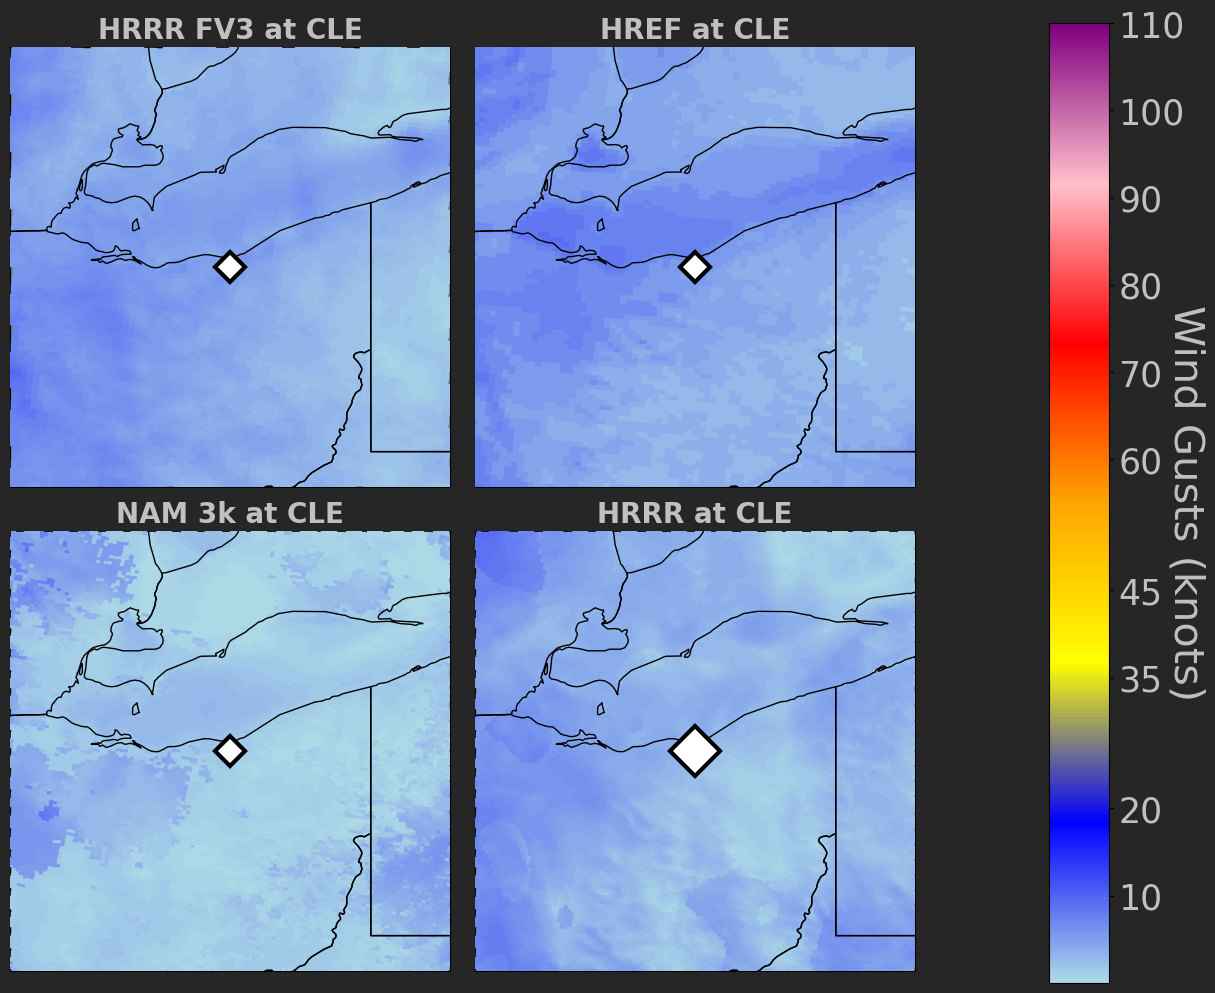 HRRR FV3 at CLE
HREF at CLE
NAM 3k at CLE
HRRR at CLE
110
100
90
80
70
60
45
35
20
10
Wind Gusts (knots)